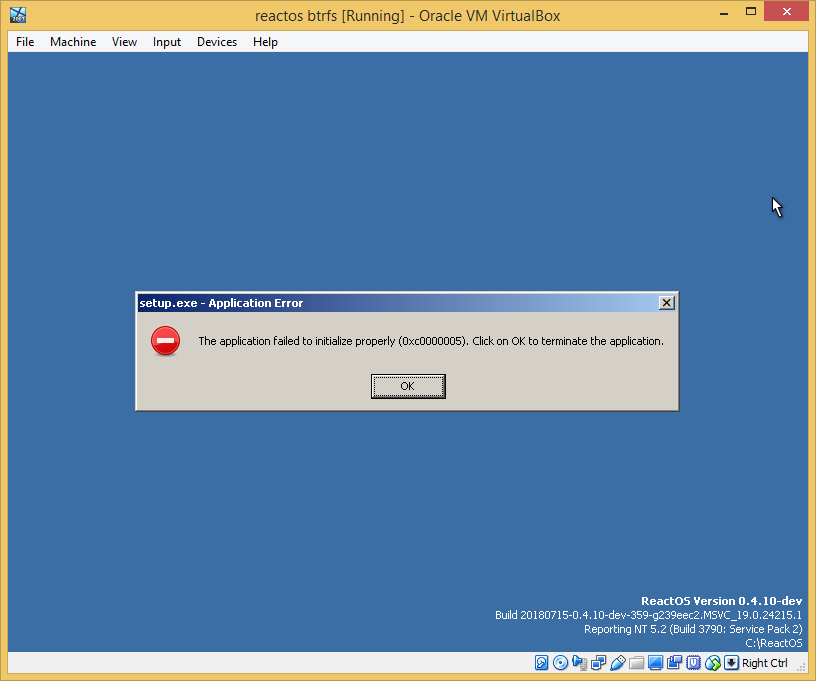 reactos btrfs [Running] - Oracle VM VirtualBox
File Machine View Input Devices Help
setup.exe - Application Error
The application failed to initialize properly (0xc0000005). Click on OK to terminate the application.
OK
ReactOS Version 0.4.10-dev
Build 20180715-0.4.10-dev-359-g239eec2.MSVC_19.0.24215.1
Reporting NT 5.2 (Build 3790: Service Pack 2)
C:\ReactOS
Right Ctrl